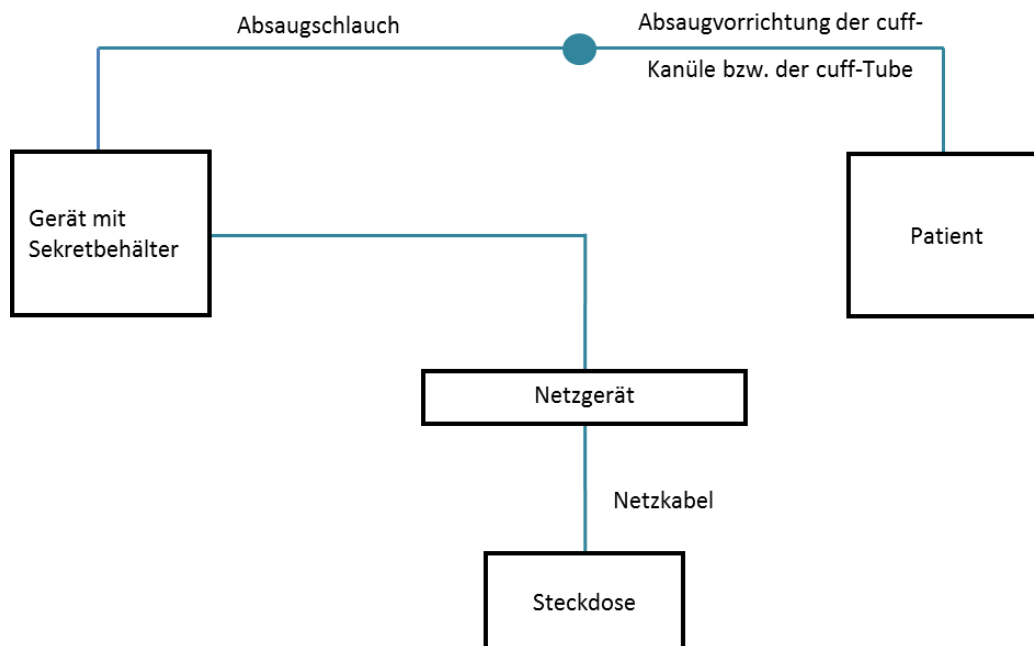 Absaugschlauch
Absaugvorrichtung der cuff-
Kanüle bzw. der cuff-Tube
Gerät mit
Sekretbehälter
Patient
Netzgerät
Netzkabel
Steckdose